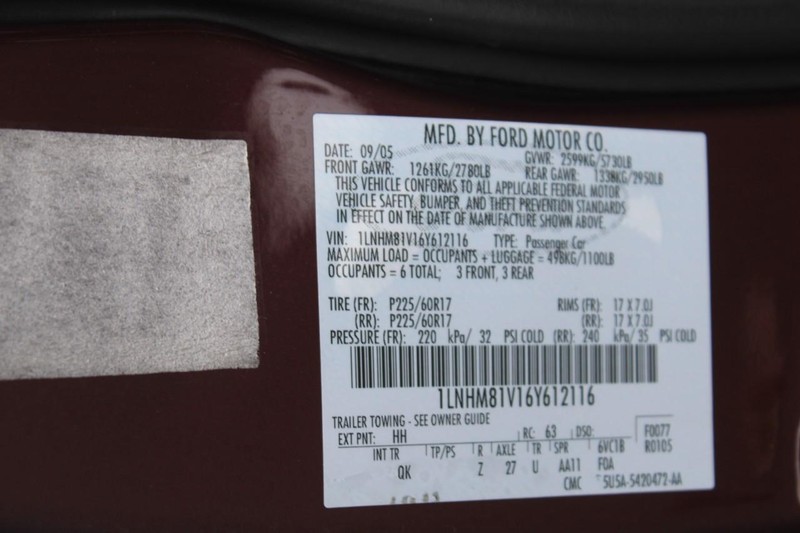 MFD. BY FORD MOTOR CO.
DATE: 09/05 GVWR: 2599KG/5730LB
FRONT GAWR: 1261KG/2780LB REAR GAWR: 1338KG/2950LB
THIS VEHICLE CONFORMS TO ALL APPLICABLE FEDERAL MOTOR
VEHICLE SAFETY, BUMPER, AND THEFT PREVENTION STANDARDS
IN EFFECT ON THE DATE OF MANUFACTURE SHOWN ABOVE
VIN: 1LNHM81V16Y612116 TYPE: Passenger Car
MAXIMUM LOAD = OCCUPANTS + LUGGAGE = 498KG/1100LB
OCCUPANTS = 6 TOTAL; 3 FRONT, 3 REAR
TIRE (FR): P225/60R17 RIMS (FR): 17 X 7.0J
(RR): P225/60R17 (RR): 17 X 7.0J
PRESSURE (FR): 220 kPa/ 32 PSI COLD (RR): 240 kPa/ 35 PSI COLD
1LNHM81V16Y612116
TRAILER TOWING - SEE OWNER GUIDE
EXT PNT: HH RC: 63 DSO: F0077
INT TR TP/PS R AXLE TR SPR 6VC1B R0105
QK Z 27 U AA11 FDA
CMC 5U5A-5420472-AA